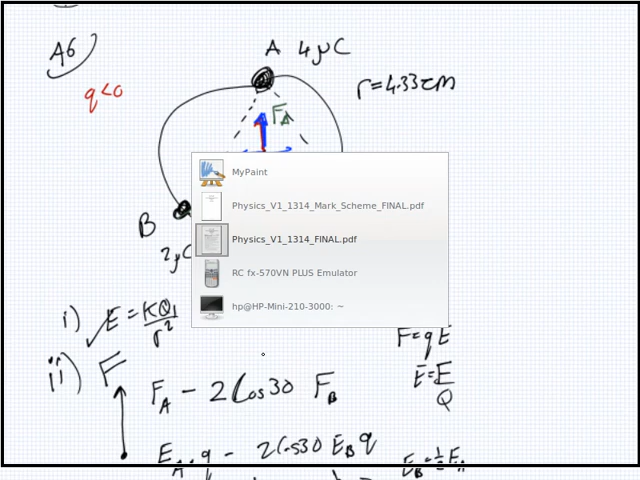 A6
A 4μC
r=4.33cm
q<0
F_A
MyPaint
Physics_V1_1314_Mark_Scheme_FINAL.pdf
Physics_V1_1314_FINAL.pdf
RC fx-570VN PLUS Emulator
hp@HP-Mini-210-3000: ~
B
2μC
i) E = KQ₁/r²
F = qE
ii) F
F_A - 2Cos30 F_B
E = F/Q
E_A . q - 2Cos30 E_B q